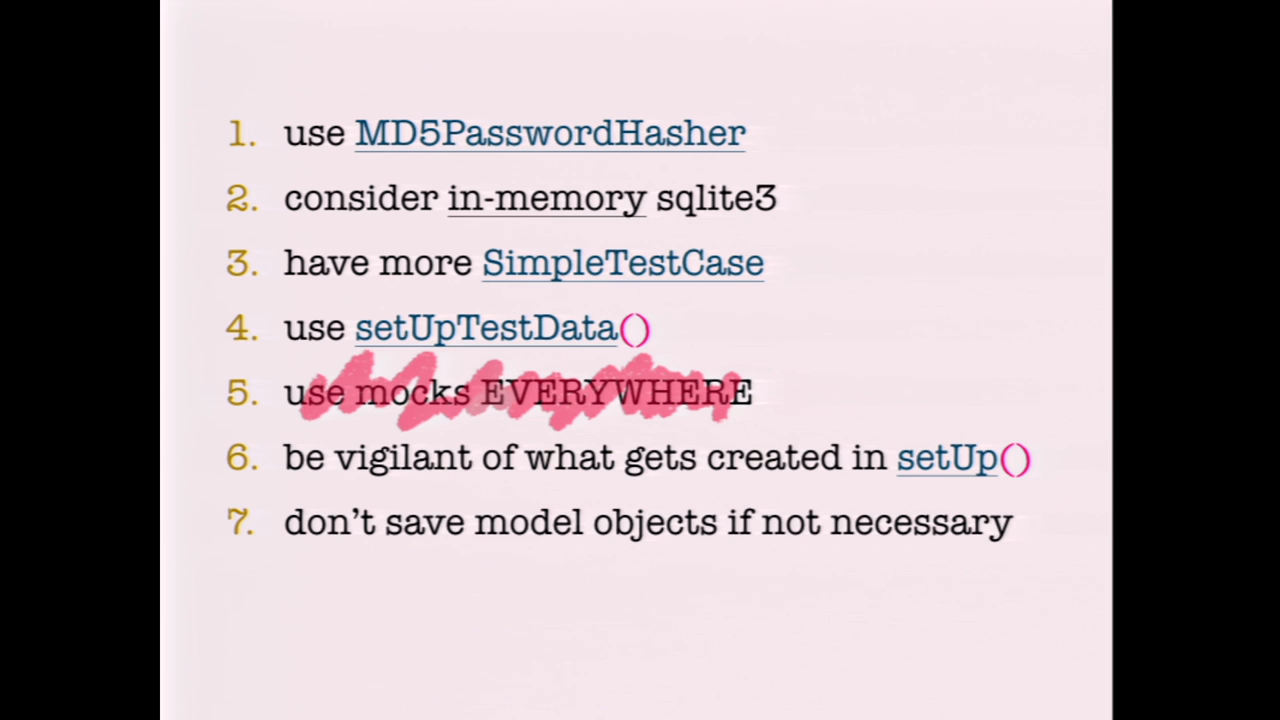 1. use MD5PasswordHasher
2. consider in-memory sqlite3
3. have more SimpleTestCase
4. use setUpTestData()
5. use mocks EVERYWHERE
6. be vigilant of what gets created in setUp()
7. don’t save model objects if not necessary